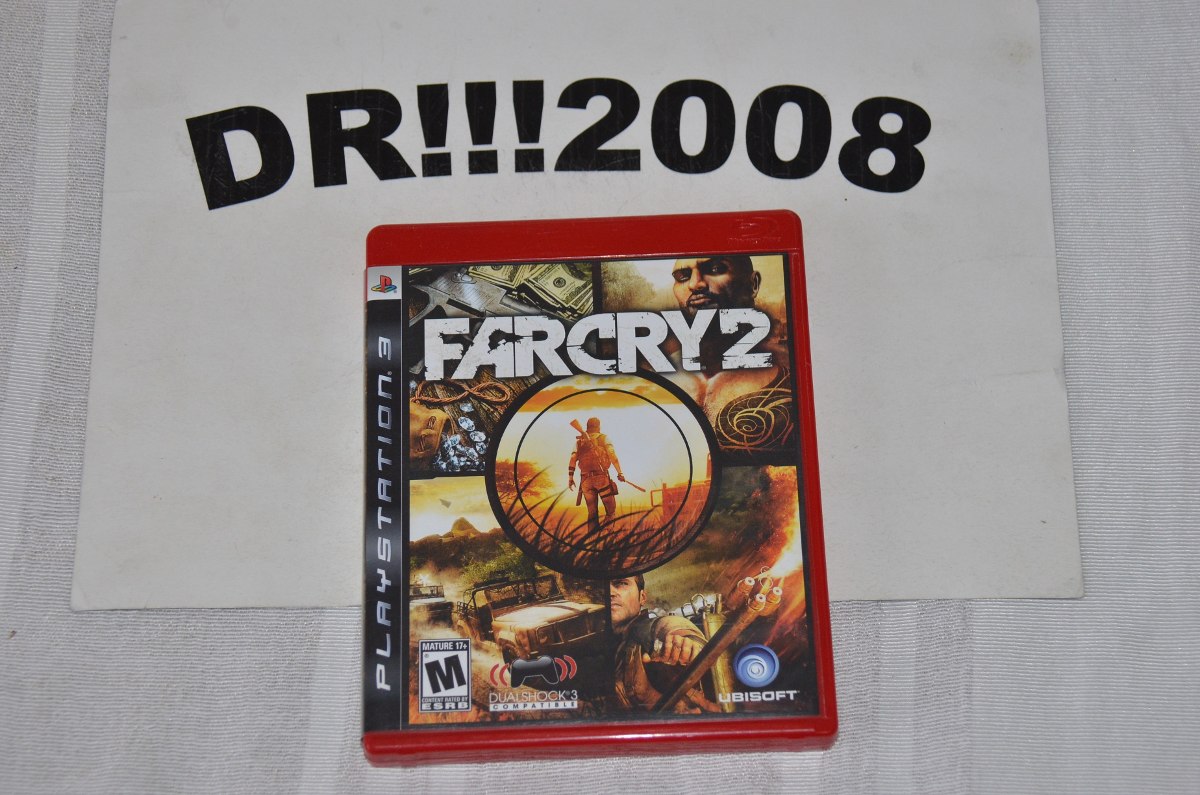 DR!!!2008
FARCRY2
PLAYSTATION.3
MATURE 17+
M
CONTENT RATED BY
ESRB
DUALSHOCK®3
COMPATIBLE
UBISOFT